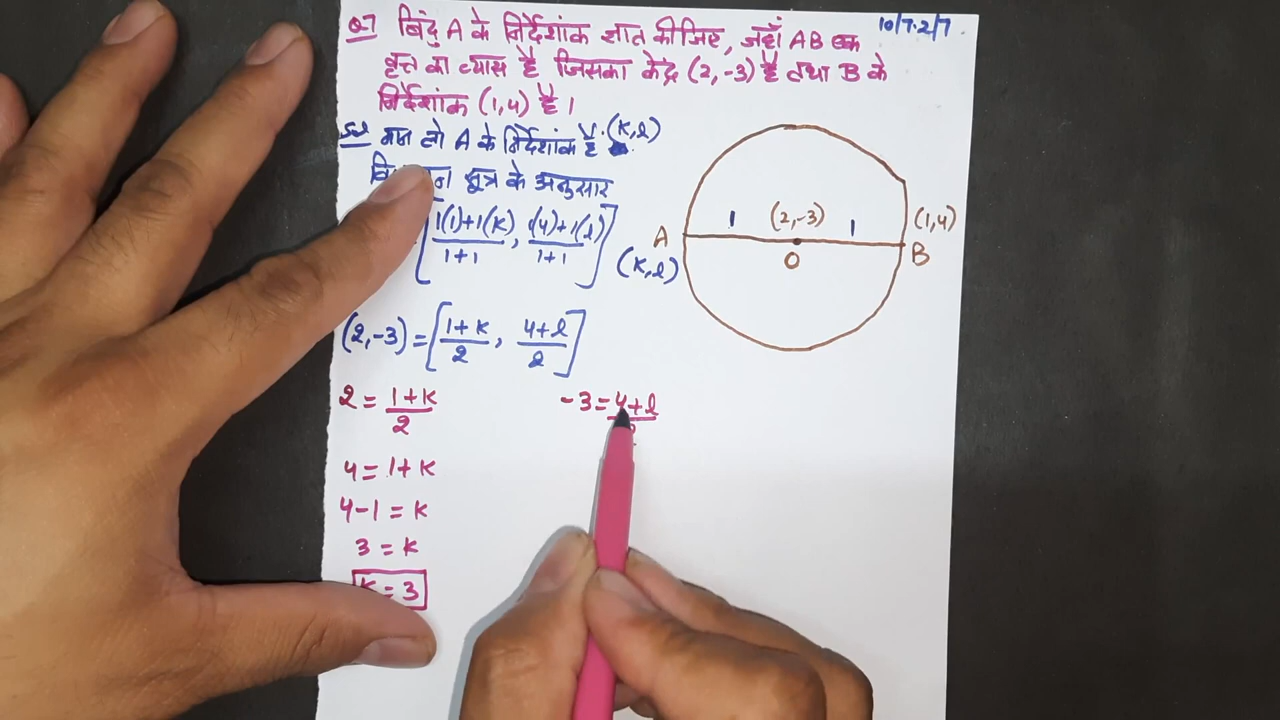 Q-7 बिंदु A के निर्देशांक ज्ञात कीजिए, जहाँ AB एक
10/7.2/7
वृत्त का व्यास है जिसका केंद्र (2,-3) है तथा B के
निर्देशांक (1,4) है।
Sol मान लो A के निर्देशांक है (K,l)
सूत्र के अनुसार
[1(1)+1(K)/1+1, 1(4)+1(l)/1+1]
(2,-3)=[1+K/2, 4+l/2]
2=1+K/2
4=1+K
4-1=K
3=K
K=3
-3=4+l
1 (2,-3) 1 (1,4)
A O B
(K,l)